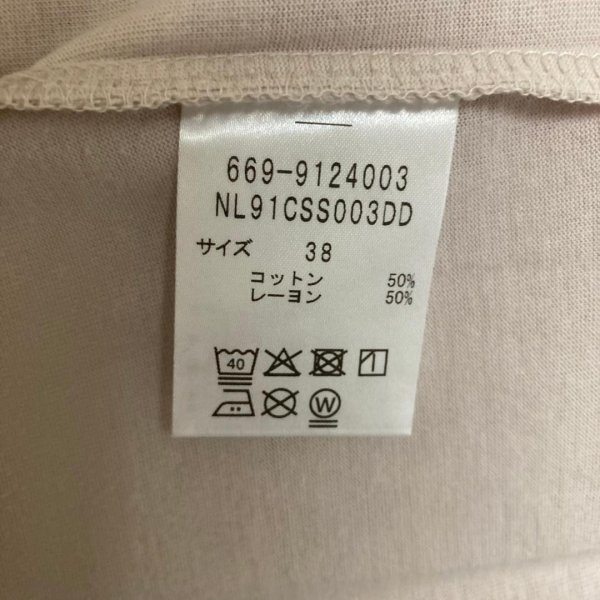 669-9124003
NL91CSS003DD
サイズ 38
コットン 50%
レーヨン 50%
40
W